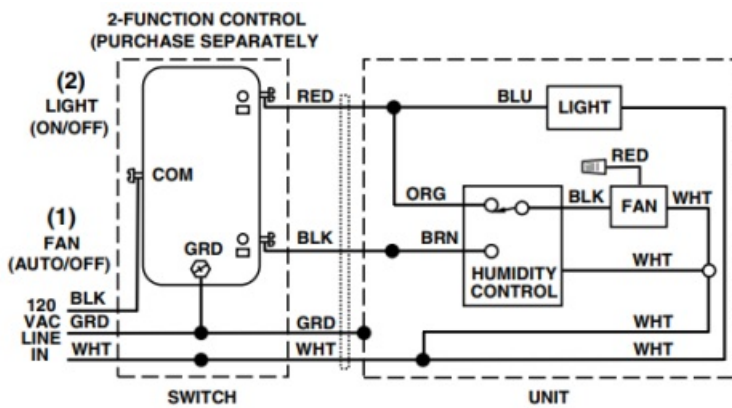 2-FUNCTION CONTROL
(PURCHASE SEPARATELY
(2)
LIGHT
(ON/OFF)
RED
BLU
LIGHT
RED
COM
ORG
BLK
FAN
WHT
(1)
FAN
(AUTO/OFF)
GRD
BLK
BRN
HUMIDITY
CONTROL
WHT
120
VAC
LINE
IN
BLK
GRD
GRD
WHT
WHT
WHT
WHT
SWITCH
UNIT